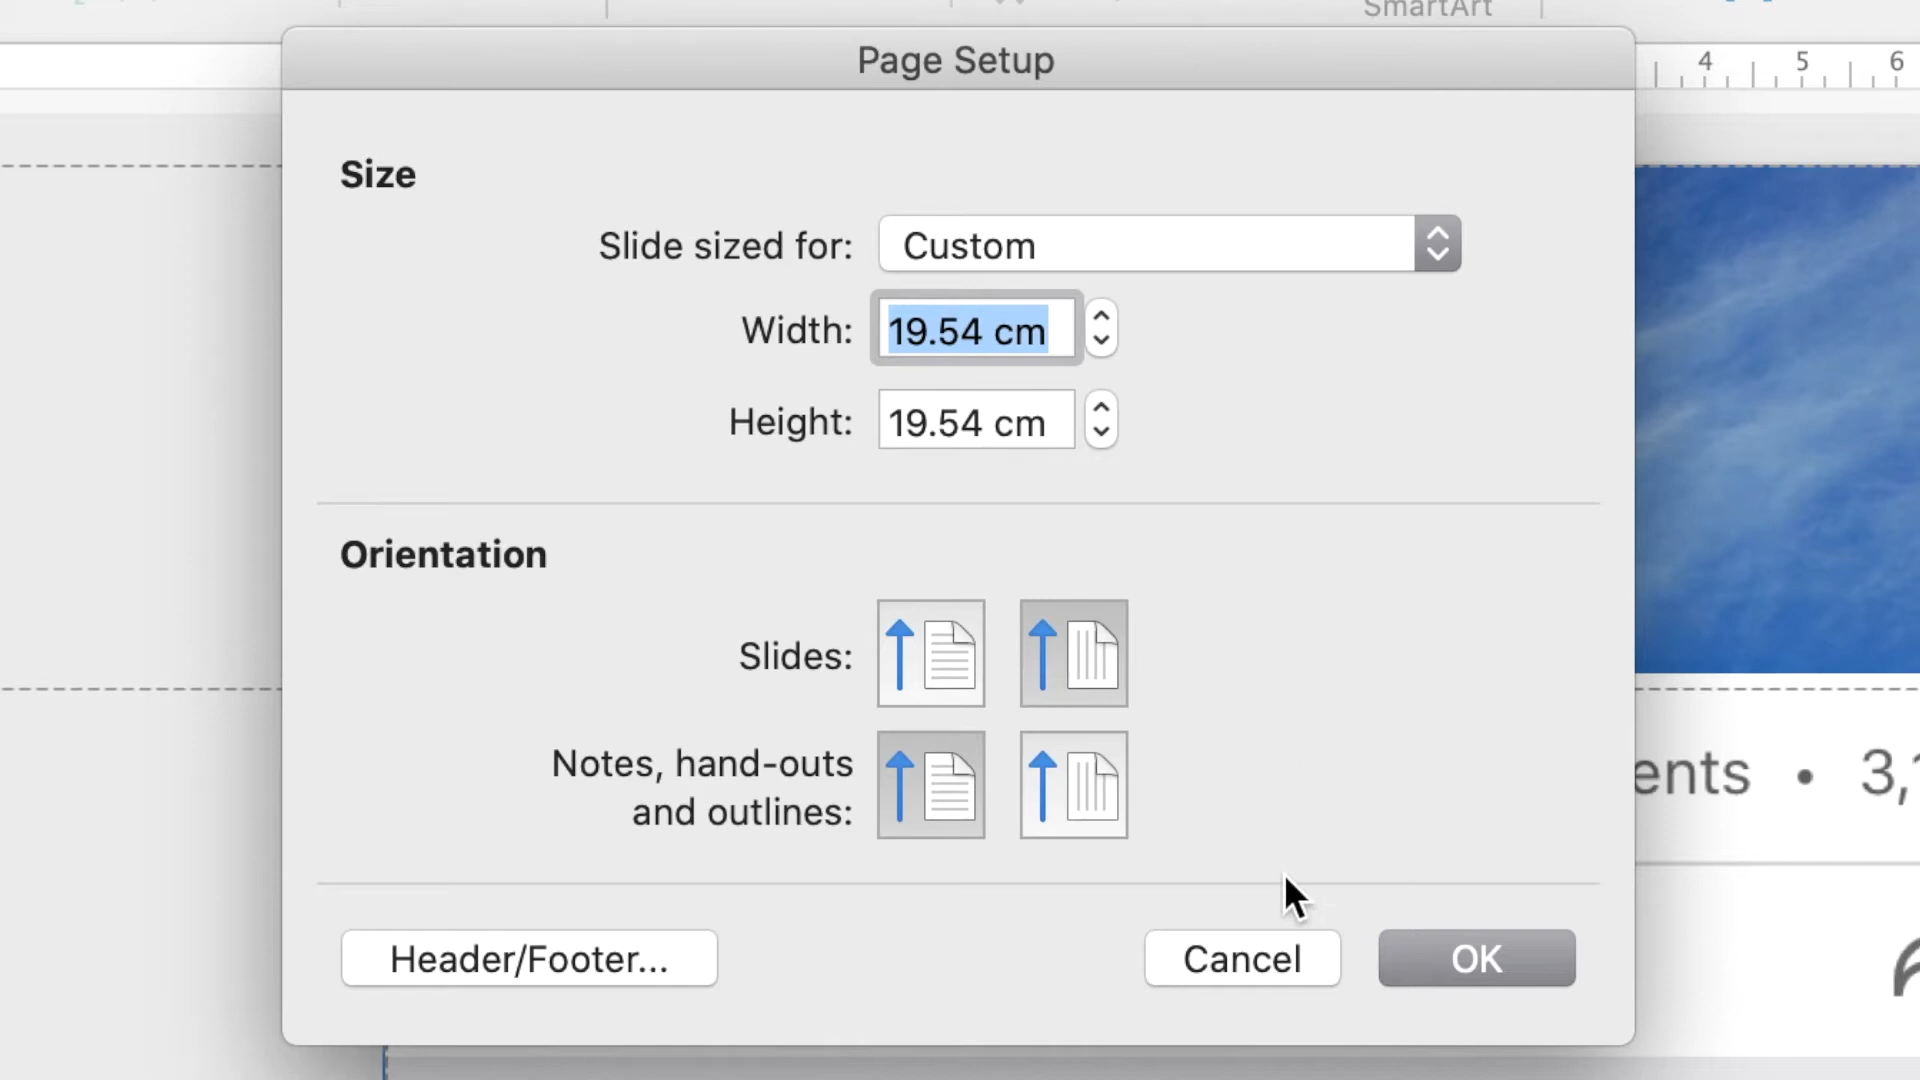 SmartArt
Page Setup
4 5 6
Size
Slide sized for: Custom
Width: 19.54 cm
Height: 19.54 cm
Orientation
Slides:
Notes, hand-outs
and outlines:
ents • 3,
Header/Footer... Cancel OK